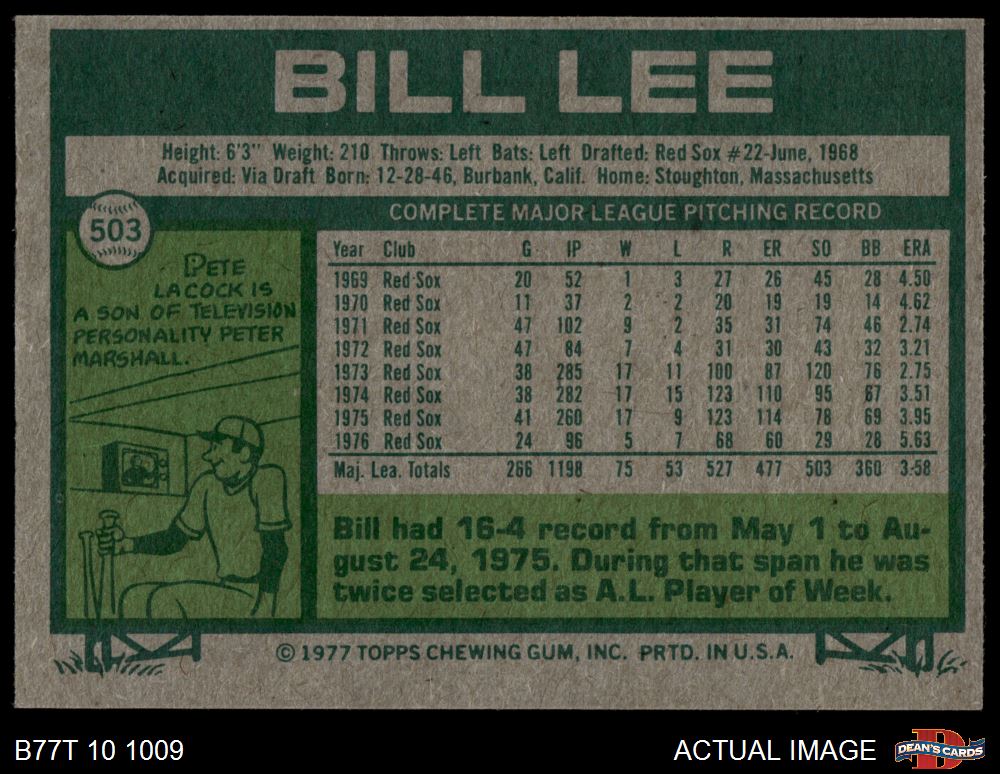 BILL LEE
Height: 6'3" Weight: 210 Throws: Left Bats: Left Drafted: Red Sox #22-June, 1968
Acquired: Via Draft Born: 12-28-46, Burbank, Calif. Home: Stoughton, Massachusetts
503
COMPLETE MAJOR LEAGUE PITCHING RECORD
PETE
LACOCK IS
A SON OF TELEVISION
PERSONALITY PETER
MARSHALL.
Year Club G IP W L R ER SO BB ERA
1969 Red Sox 20 52 1 3 27 26 45 28 4.50
1970 Red Sox 11 37 2 2 20 19 19 14 4.62
1971 Red Sox 47 102 9 2 35 31 74 46 2.74
1972 Red Sox 47 84 7 4 31 30 43 32 3.21
1973 Red Sox 38 285 17 11 100 87 120 76 2.75
1974 Red Sox 38 282 17 15 123 110 95 67 3.51
1975 Red Sox 41 260 17 9 123 114 78 69 3.95
1976 Red Sox 24 96 5 7 68 60 29 28 5.63
Maj. Lea. Totals 266 1198 75 53 527 477 503 360 3.58
Bill had 16-4 record from May 1 to Au-
gust 24, 1975. During that span he was
twice selected as A.L. Player of Week.
© 1977 TOPPS CHEWING GUM, INC. PRTD. IN U.S.A.
B77T 10 1009
ACTUAL IMAGE
D
DEAN'S CARDS